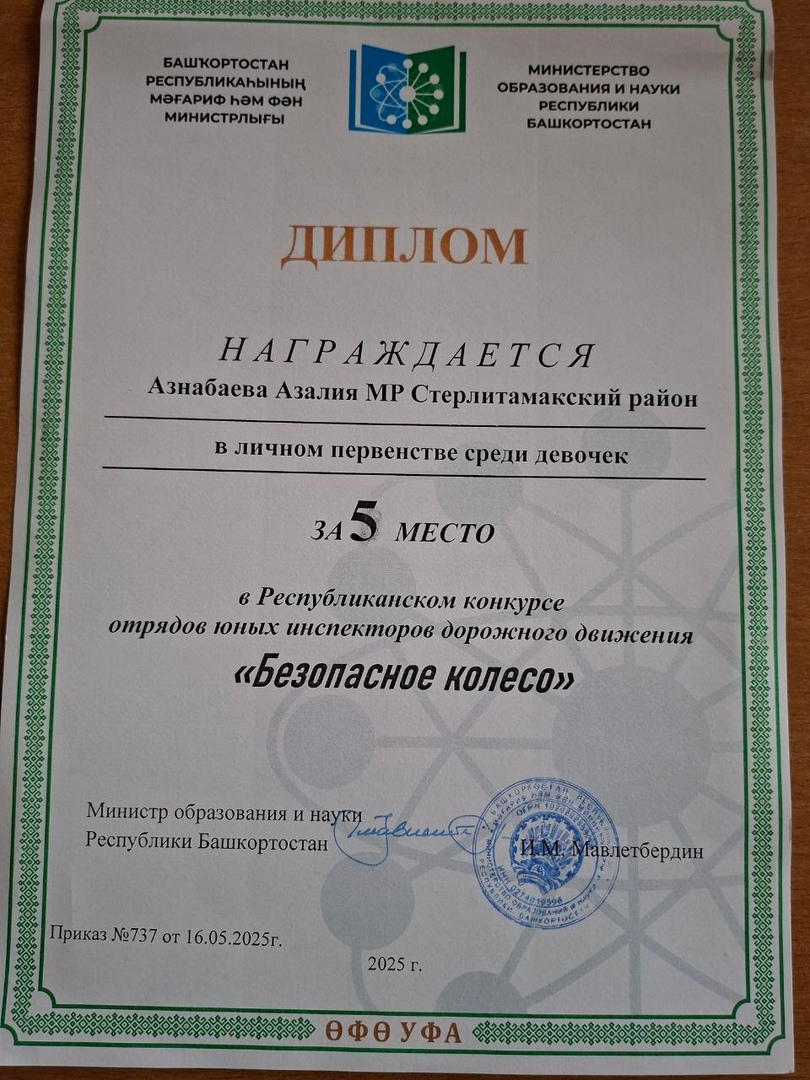 БАШҠОРТОСТАН
РЕСПУБЛИКАҺЫНЫҢ
МӘҒАРИФ ҺӘМ ФӘН
МИНИСТРЛЫҒЫ
МИНИСТЕРСТВО
ОБРАЗОВАНИЯ И НАУКИ
РЕСПУБЛИКИ
БАШКОРТОСТАН
ДИПЛОМ
НАГРАЖДАЕТСЯ
Азнабаева Азалия МР Стерлитамакский район
в личном первенстве среди девочек
ЗА 5 МЕСТО
в Республиканском конкурсе
отрядов юных инспекторов дорожного движения
«Безопасное колесо»
Министр образования и науки
Республики Башкортостан
И.М. Мавлетбердин
Приказ №737 от 16.05.2025г.
2025 г.
ӨФӨ УФА